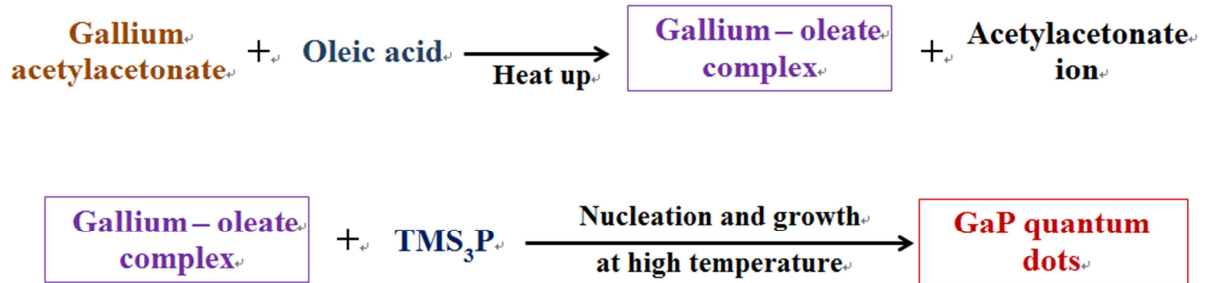 Gallium acetylacetonate + Oleic acid Heat up Gallium – oleate complex + Acetylacetonate ion
Gallium – oleate complex + TMS3P Nucleation and growth at high temperature GaP quantum dots